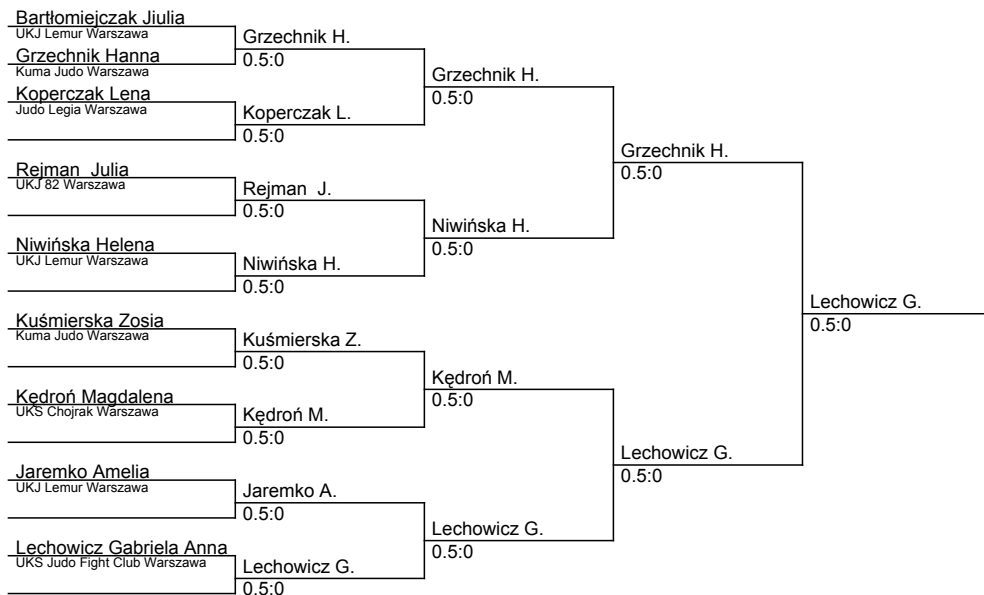 Bartłomiejczak Jiulia
UKJ Lemur Warszawa
Grzechnik Hanna
Kuma Judo Warszawa
Koperczak Lena
Judo Legia Warszawa
Rejman  Julia
UKJ 82 Warszawa
Niwińska Helena
UKJ Lemur Warszawa
Kuśmierska Zosia
Kuma Judo Warszawa
Kędroń Magdalena
UKS Chojrak Warszawa
Jaremko Amelia
UKJ Lemur Warszawa
Lechowicz Gabriela Anna
UKS Judo Fight Club Warszawa
Grzechnik H.
0.5:0
Koperczak L.
0.5:0
Rejman  J.
0.5:0
Niwińska H.
0.5:0
Kuśmierska Z.
0.5:0
Kędroń M.
0.5:0
Jaremko A.
0.5:0
Lechowicz G.
0.5:0
Grzechnik H.
0.5:0
Niwińska H.
0.5:0
Kędroń M.
0.5:0
Lechowicz G.
0.5:0
Grzechnik H.
0.5:0
Lechowicz G.
0.5:0
Lechowicz G.
0.5:0